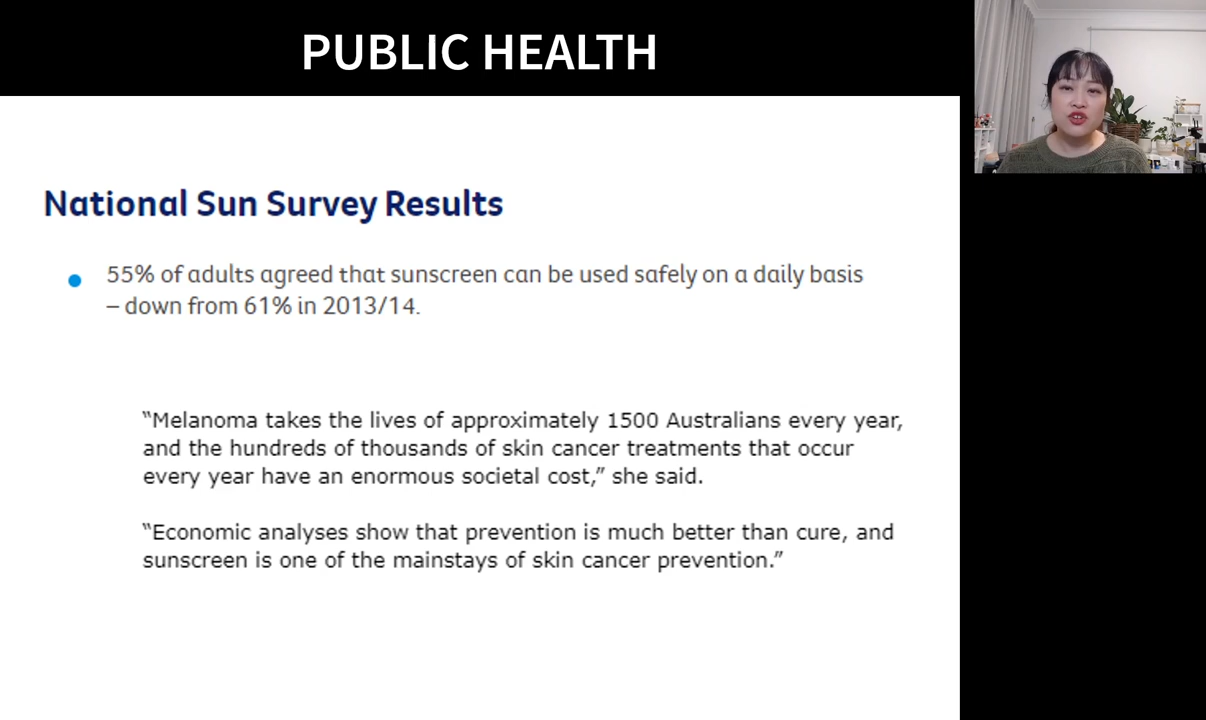 PUBLIC HEALTH
National Sun Survey Results
55% of adults agreed that sunscreen can be used safely on a daily basis
– down from 61% in 2013/14.
“Melanoma takes the lives of approximately 1500 Australians every year,
and the hundreds of thousands of skin cancer treatments that occur
every year have an enormous societal cost,” she said.
“Economic analyses show that prevention is much better than cure, and
sunscreen is one of the mainstays of skin cancer prevention.”